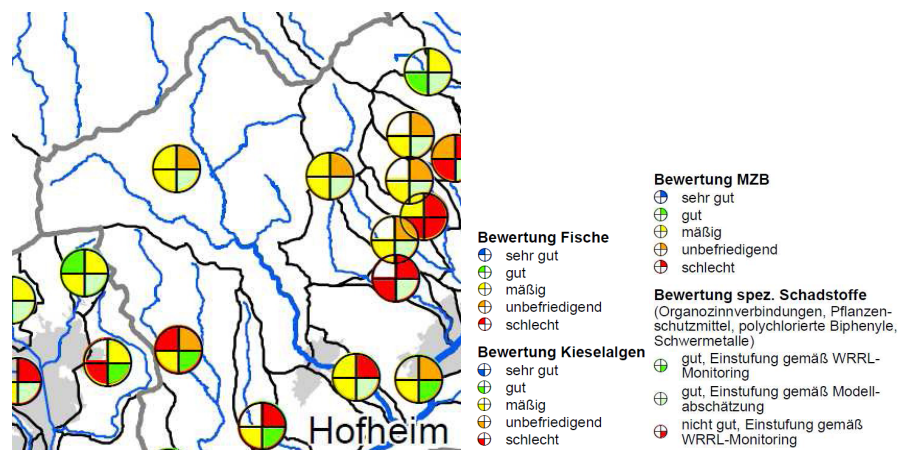 Hofheim
Bewertung Fische
sehr gut
gut
mäßig
unbefriedigend
schlecht
Bewertung Kieselalgen
sehr gut
gut
mäßig
unbefriedigend
schlecht
Bewertung MZB
sehr gut
gut
mäßig
unbefriedigend
schlecht
Bewertung spez. Schadstoffe
(Organozinnverbindungen, Pflanzen-
schutzmittel, polychlorierte Biphenyle,
Schwermetalle)
gut, Einstufung gemäß WRRL-
Monitoring
gut, Einstufung gemäß Modell-
abschätzung
nicht gut, Einstufung gemäß
WRRL-Monitoring